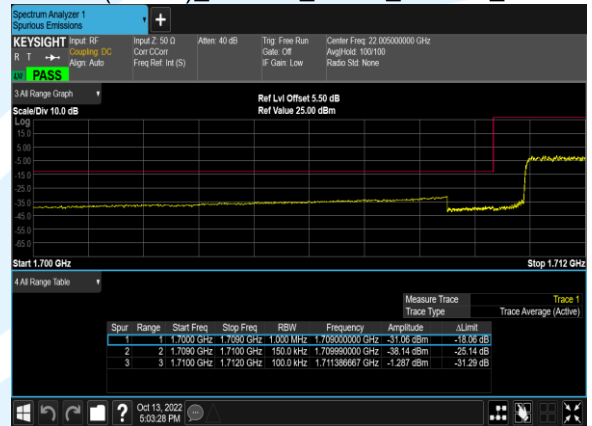 Spectrum Analyzer 1
Spurious Emissions
+
KEYSIGHT Input: RF Input Z: 50 Ω Atten: 40 dB Trig: Free Run Center Freq: 22.005000000 GHz
R T Coupling: DC Corr CCorr Gate: Off Avg|Hold: 100/100
Align: Auto Freq Ref: Int (S) IF Gain: Low Radio Std: None
PASS
3 All Range Graph
Ref Lvl Offset 5.50 dB
Scale/Div 10.0 dB Ref Value 25.00 dBm
Log
15.0
5.00
-5.00
-15.0
-25.0
-35.0
-45.0
-55.0
-65.0
Start 1.700 GHz Stop 1.712 GHz
4 All Range Table
Measure Trace Trace 1
Trace Type Trace Average (Active)
Spur Range Start Freq Stop Freq RBW Frequency Amplitude ΔLimit
1 1 1.7000 GHz 1.7090 GHz 1.000 MHz 1.709000000 GHz -31.06 dBm -18.06 dB
2 2 1.7090 GHz 1.7100 GHz 150.0 kHz 1.709990000 GHz -38.14 dBm -25.14 dB
3 3 1.7100 GHz 1.7120 GHz 100.0 kHz 1.711386667 GHz -1.287 dBm -31.29 dB
?
Oct 13, 2022
5:03:28 PM